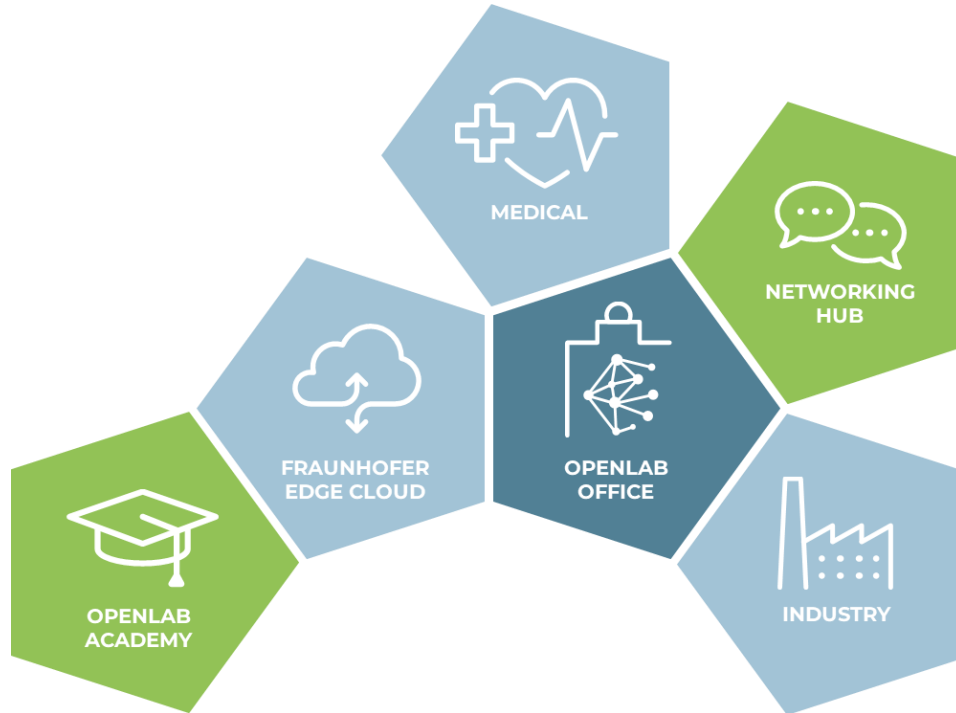 MEDICAL
NETWORKING
HUB
FRAUNHOFER
EDGE CLOUD
OPENLAB
OFFICE
OPENLAB
ACADEMY
INDUSTRY